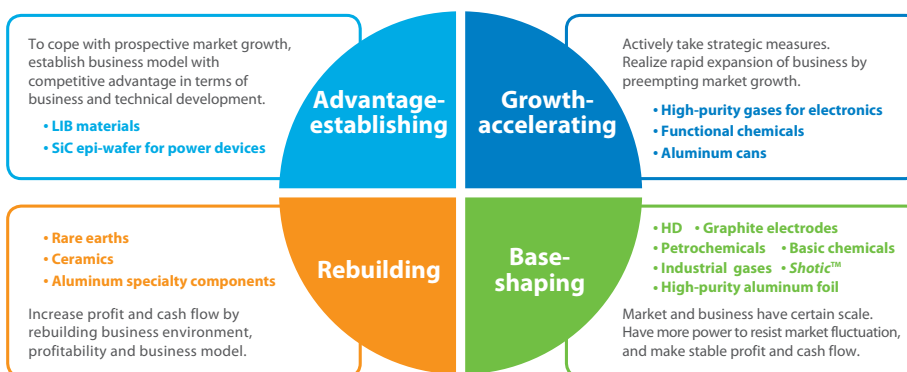 To cope with prospective market growth,
establish business model with
competitive advantage in terms of
business and technical development.
• LIB materials
• SiC epi-wafer for power devices
Advantage-
establishing
Growth-
accelerating
Actively take strategic measures.
Realize rapid expansion of business by
preempting market growth.
• High-purity gases for electronics
• Functional chemicals
• Aluminum cans
• Rare earths
• Ceramics
• Aluminum specialty components
Increase profit and cash flow by
rebuilding business environment,
profitability and business model.
Rebuilding
Base-
shaping
• HD • Graphite electrodes
• Petrochemicals • Basic chemicals
• Industrial gases • Shotic™
• High-purity aluminum foil
Market and business have certain scale.
Have more power to resist market fluctuation,
and make stable profit and cash flow.